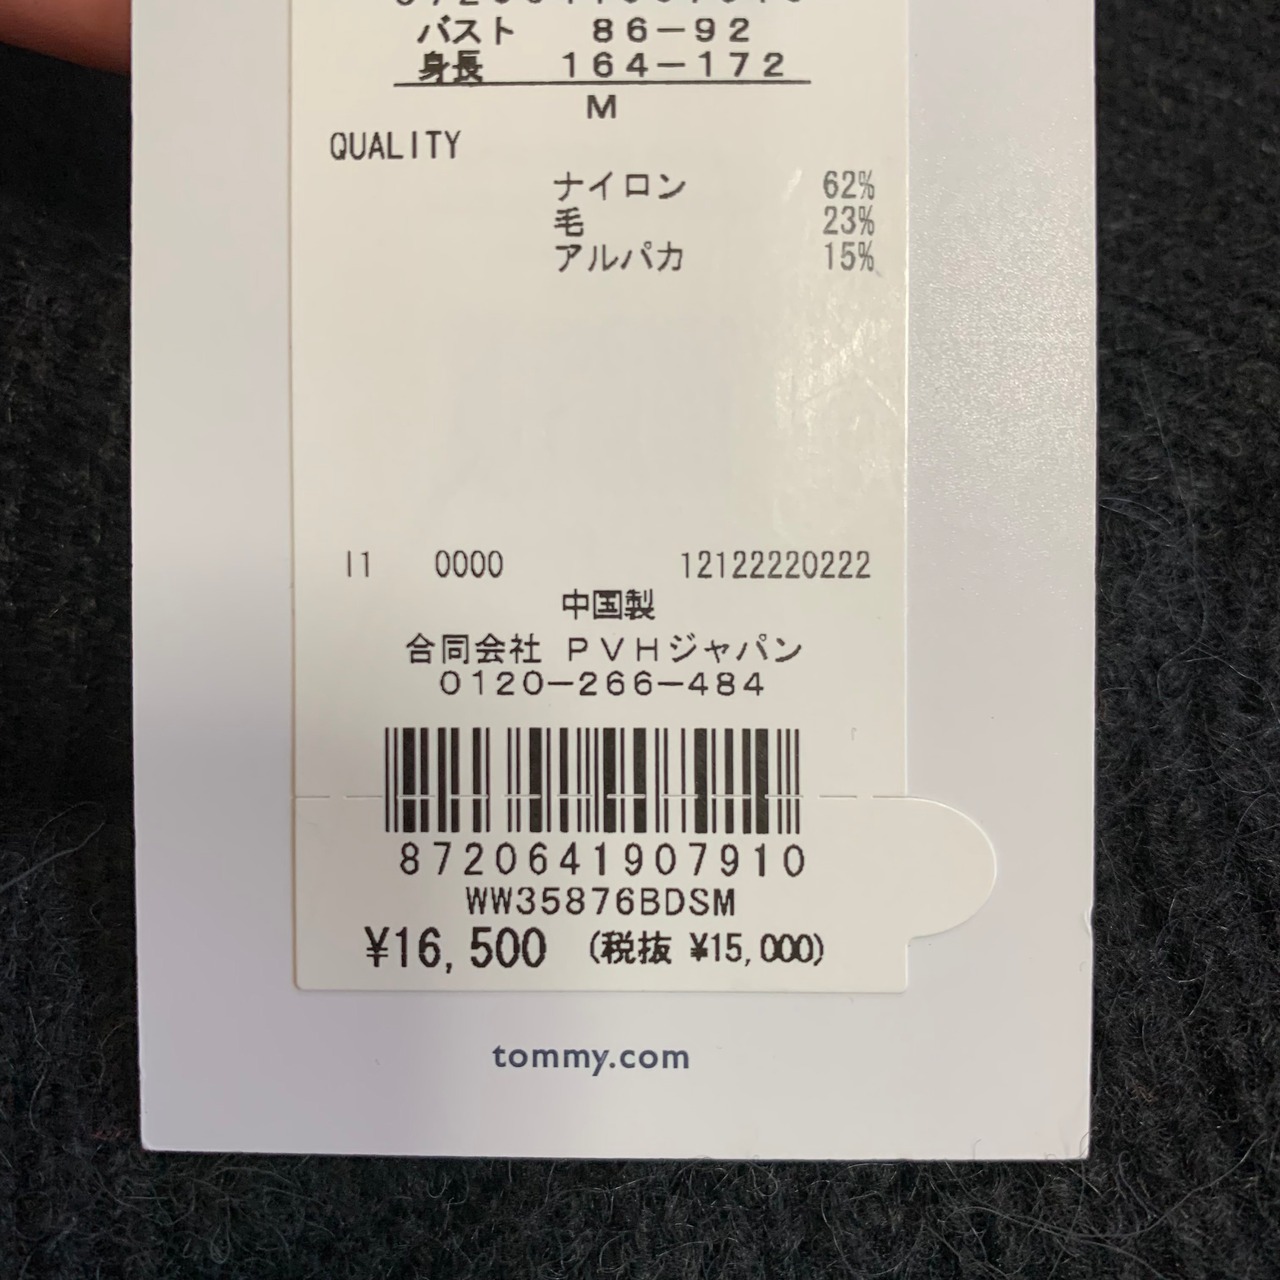 8720641907910
バスト 86-92
身長 164-172
M
QUALITY
ナイロン 62%
毛 23%
アルパカ 15%
I1 0000 12122220222
中国製
合同会社 PVHジャパン
0120-266-484
8720641907910
WW35876BDSM
¥16,500 (税抜 ¥15,000)
tommy.com